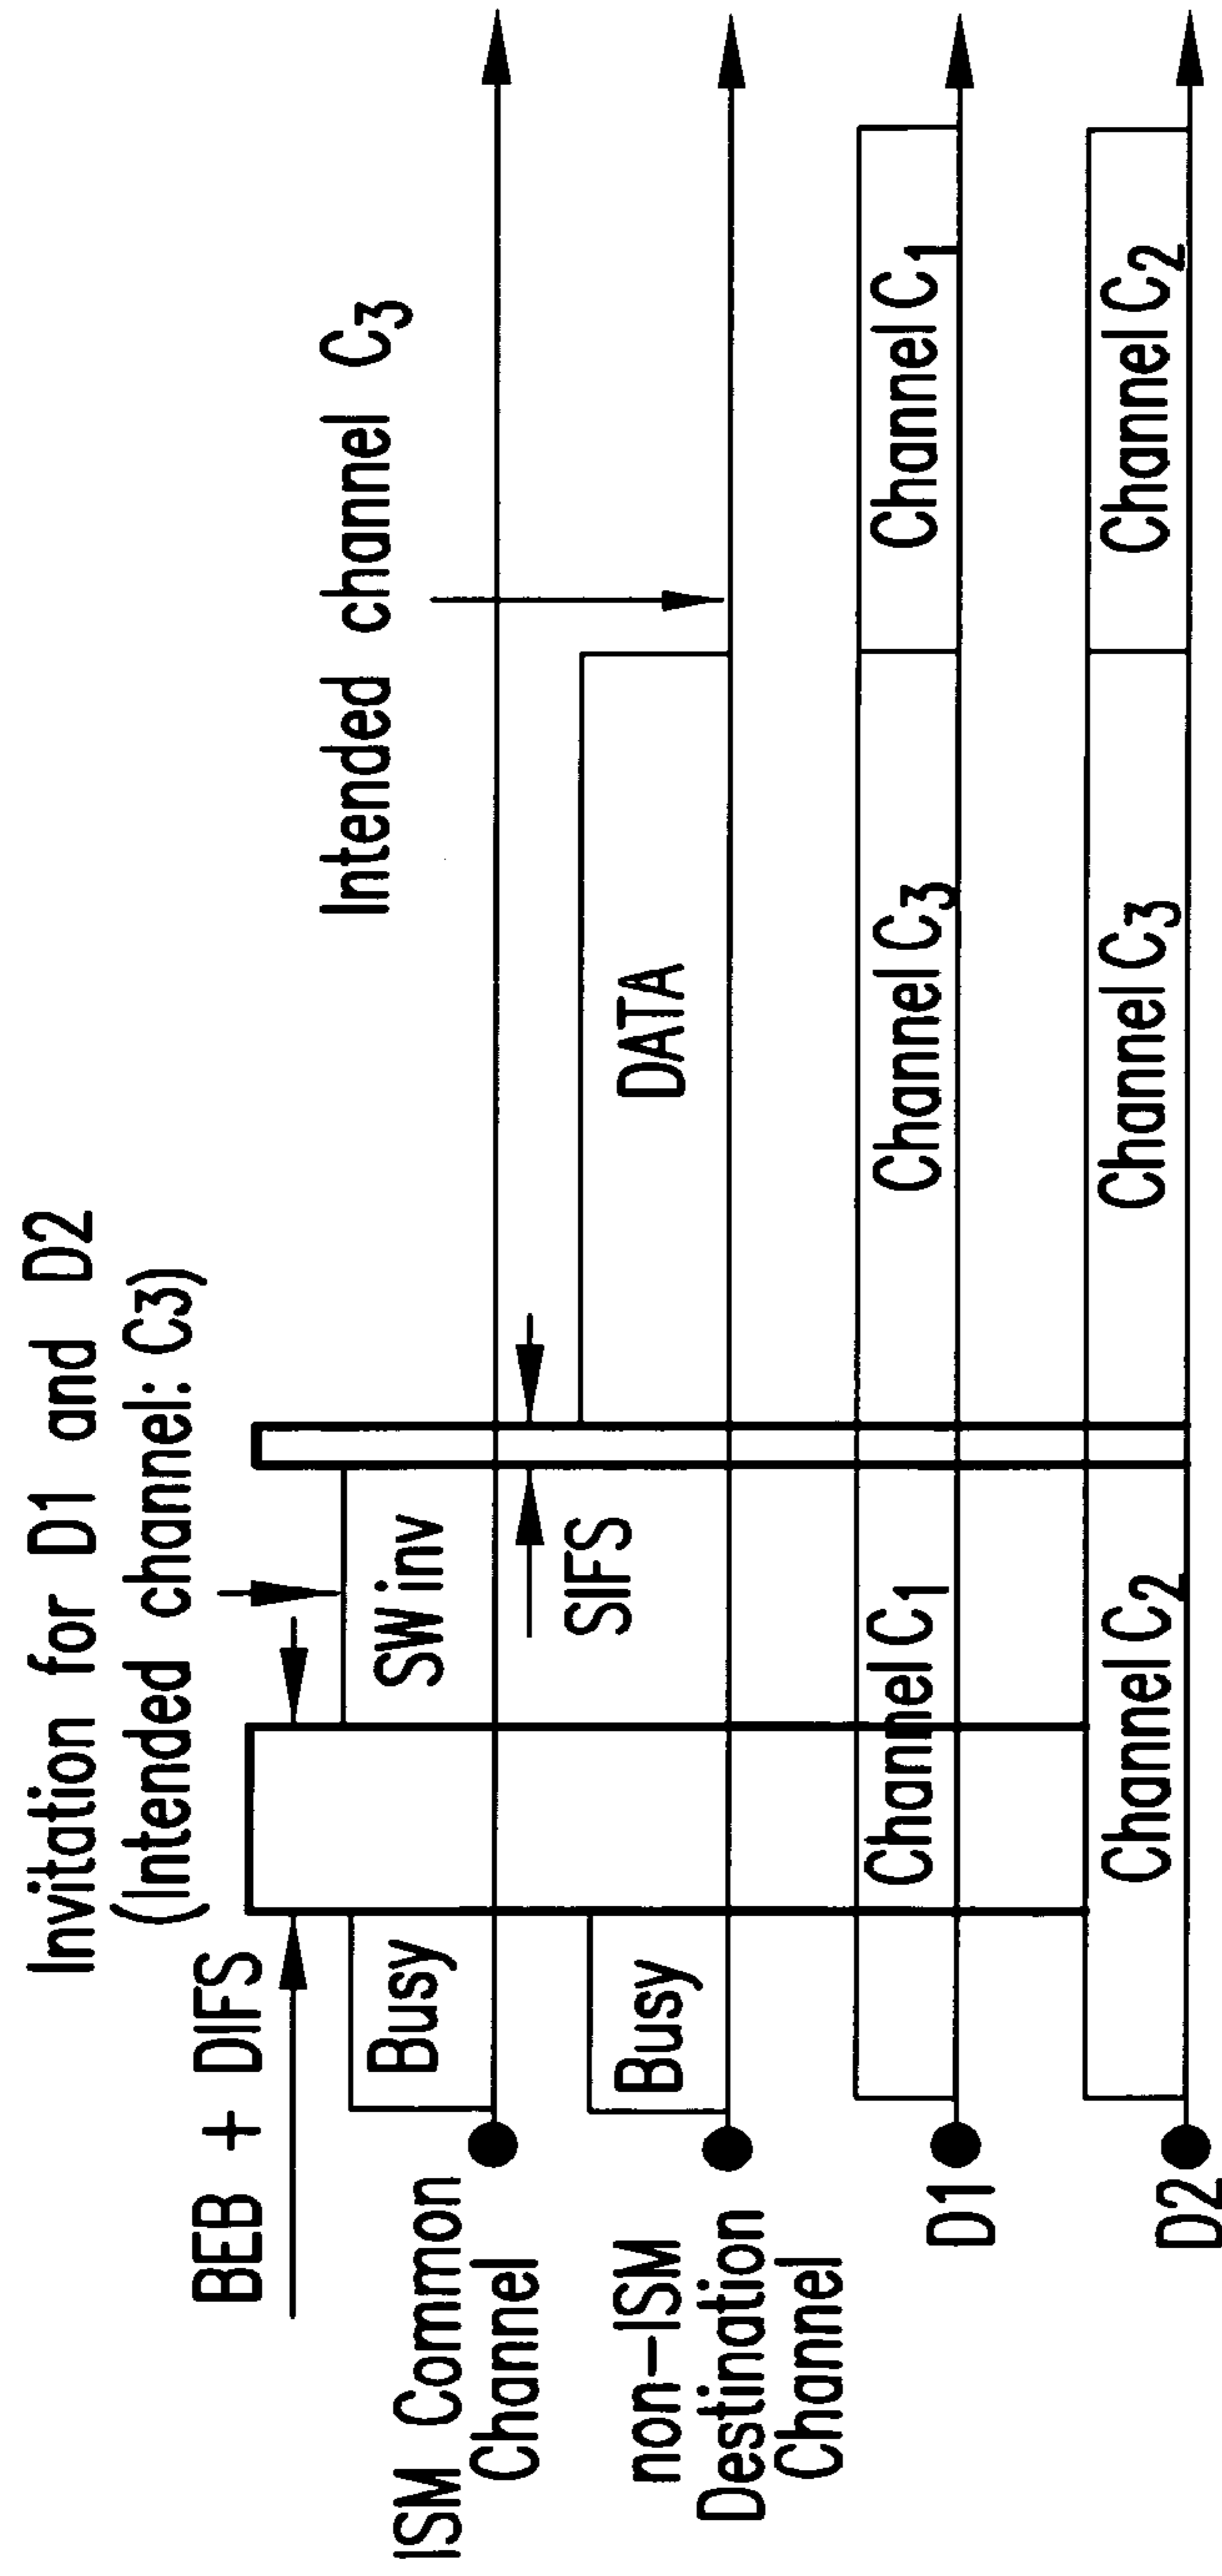 Invitation for D1 and D2
(Intended channel: C3)
BEB + DIFS
Intended channel C3
ISM Common
Channel
Busy
SW inv
SIFS
non-ISM
Destination
Channel
Busy
DATA
D1
Channel C1
Channel C3
Channel C1
D2
Channel C2
Channel C3
Channel C2